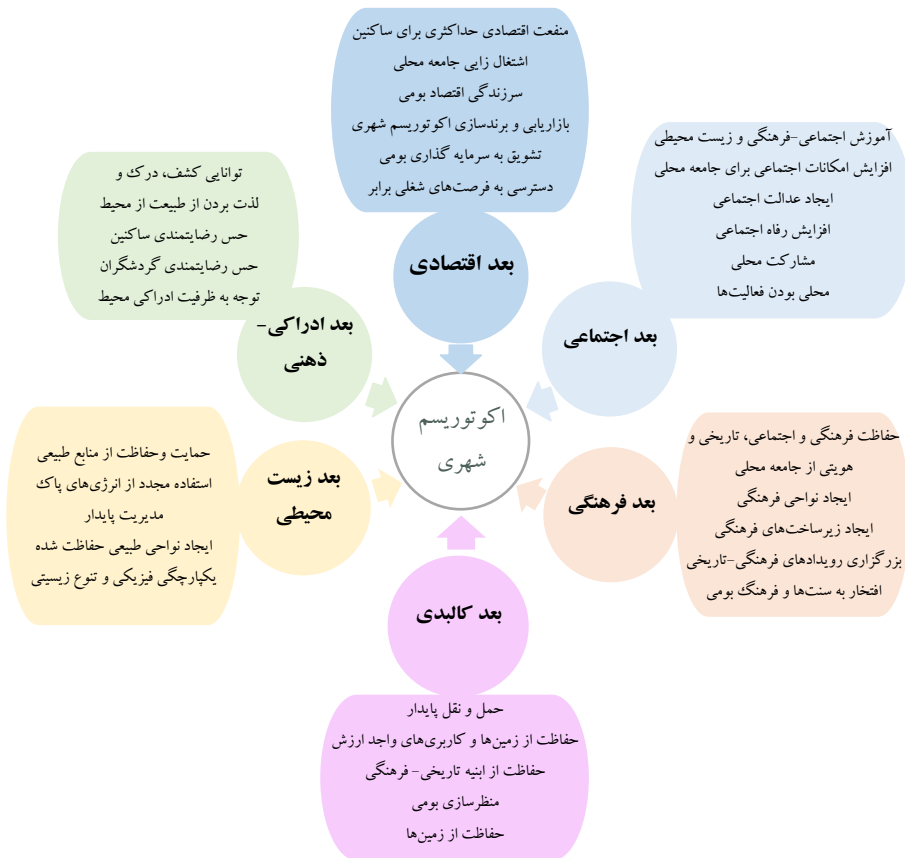 منفعت اقتصادی حداکثری برای ساکنین
اشتغال زایی جامعه محلی
سرزندگی اقتصاد بومی
بازاریابی و برندسازی اکوتوریسم شهری
تشویق به سرمایه گذاری بومی
دسترسی به فرصت‌های شغلی برابر
بعد اقتصادی
آموزش اجتماعی-فرهنگی و زیست محیطی
افزایش امکانات اجتماعی برای جامعه محلی
ایجاد عدالت اجتماعی
افزایش رفاه اجتماعی
مشارکت محلی
محلی بودن فعالیت‌ها
بعد اجتماعی
توانایی کشف، درک و
لذت بردن از طبیعت از محیط
حس رضایتمندی ساکنین
حس رضایتمندی گردشگران
توجه به ظرفیت ادراکی محیط
بعد ادراکی-
ذهنی
اکوتوریسم
شهری
حفاظت فرهنگی و اجتماعی، تاریخی و
هویتی از جامعه محلی
ایجاد نواحی فرهنگی
ایجاد زیرساخت‌های فرهنگی
بزرگزاری رویدادهای فرهنگی-تاریخی
افتخار به سنت‌ها و فرهنگ بومی
بعد فرهنگی
حمایت وحفاظت از منابع طبیعی
استفاده مجدد از انرژی‌های پاک
مدیریت پایدار
ایجاد نواحی طبیعی حفاظت شده
یکپارچگی فیزیکی و تنوع زیسیتی
بعد زیست
محیطی
بعد کالبدی
حمل و نقل پایدار
حفاظت از زمین‌ها و کاربری‌های واجد ارزش
حفاظت از ابنیه تاریخی- فرهنگی
منظرسازی بومی
حفاظت از زمین‌ها